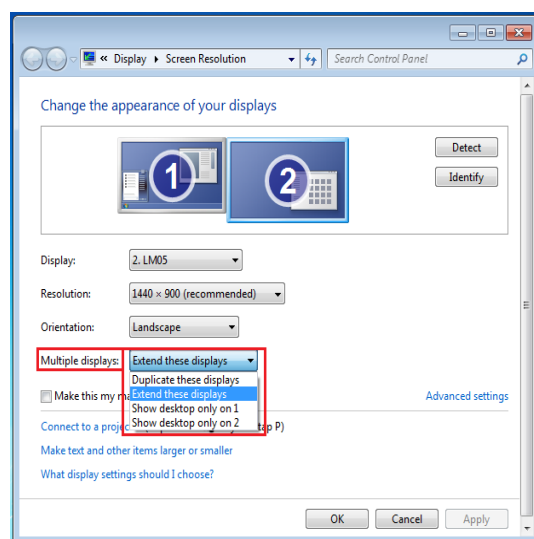 « Display ▸ Screen Resolution
Search Control Panel
Change the appearance of your displays
1
2
Detect
Identify
Display:
2. LM05
Resolution:
1440 × 900 (recommended)
Orientation:
Landscape
Multiple displays:
Extend these displays
Duplicate these displays
Extend these displays
Show desktop only on 1
Show desktop only on 2
Make this my
Advanced settings
Connect to a
tap P)
Make text and other items larger or smaller
What display settings should I choose?
OK
Cancel
Apply